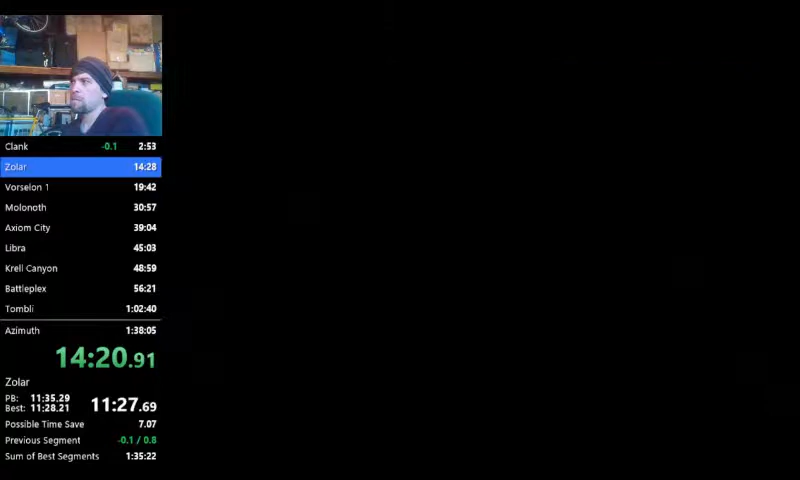 Clank -0.1 2:53
Zolar 14:28
Vorselon 1 19:42
Molonoth 30:57
Axiom City 39:04
Libra 45:03
Krell Canyon 48:59
Battleplex 56:21
Tombli 1:02:40
Azimuth 1:38:05
14:20.91
Zolar
PB: 11:35.29
Best: 11:28.21 11:27.69
Possible Time Save 7.07
Previous Segment -0.1 / 0.8
Sum of Best Segments 1:35:22